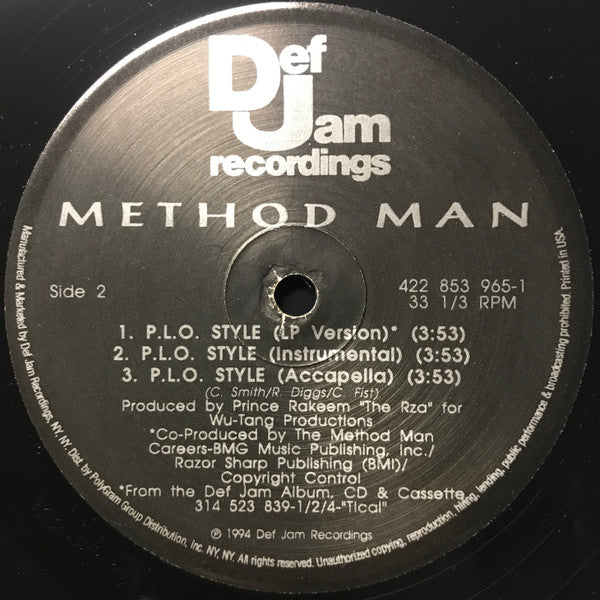 Def
Jam
recordings
METHOD MAN
Side 2
422 853 965-1
33 1/3 RPM
1. P.L.O. STYLE (LP Version)* (3:53)
2. P.L.O. STYLE (Instrumental) (3:53)
3. P.L.O. STYLE (Accapella) (3:53)
(C. Smith/R. Diggs/C. Fist)
Produced by Prince Rakeem "The Rza" for
Wu-Tang Productions
*Co-Produced by The Method Man
Careers-BMG Music Publishing, inc./
Razor Sharp Publishing (BMI)/
Copyright Control
*From the Def Jam Album, CD & Cassette
314 523 839-1/2/4-"Tical"
℗ 1994 Def Jam Recordings
Manufactured & Marketed by Def Jam Recordings, NY, NY. Dist. by PolyGram Group Distribution, Inc. NY, NY. All rights reserved. Unauthorized copying, reproduction, hiring, lending, public performance & broadcasting prohibited. Printed in USA.